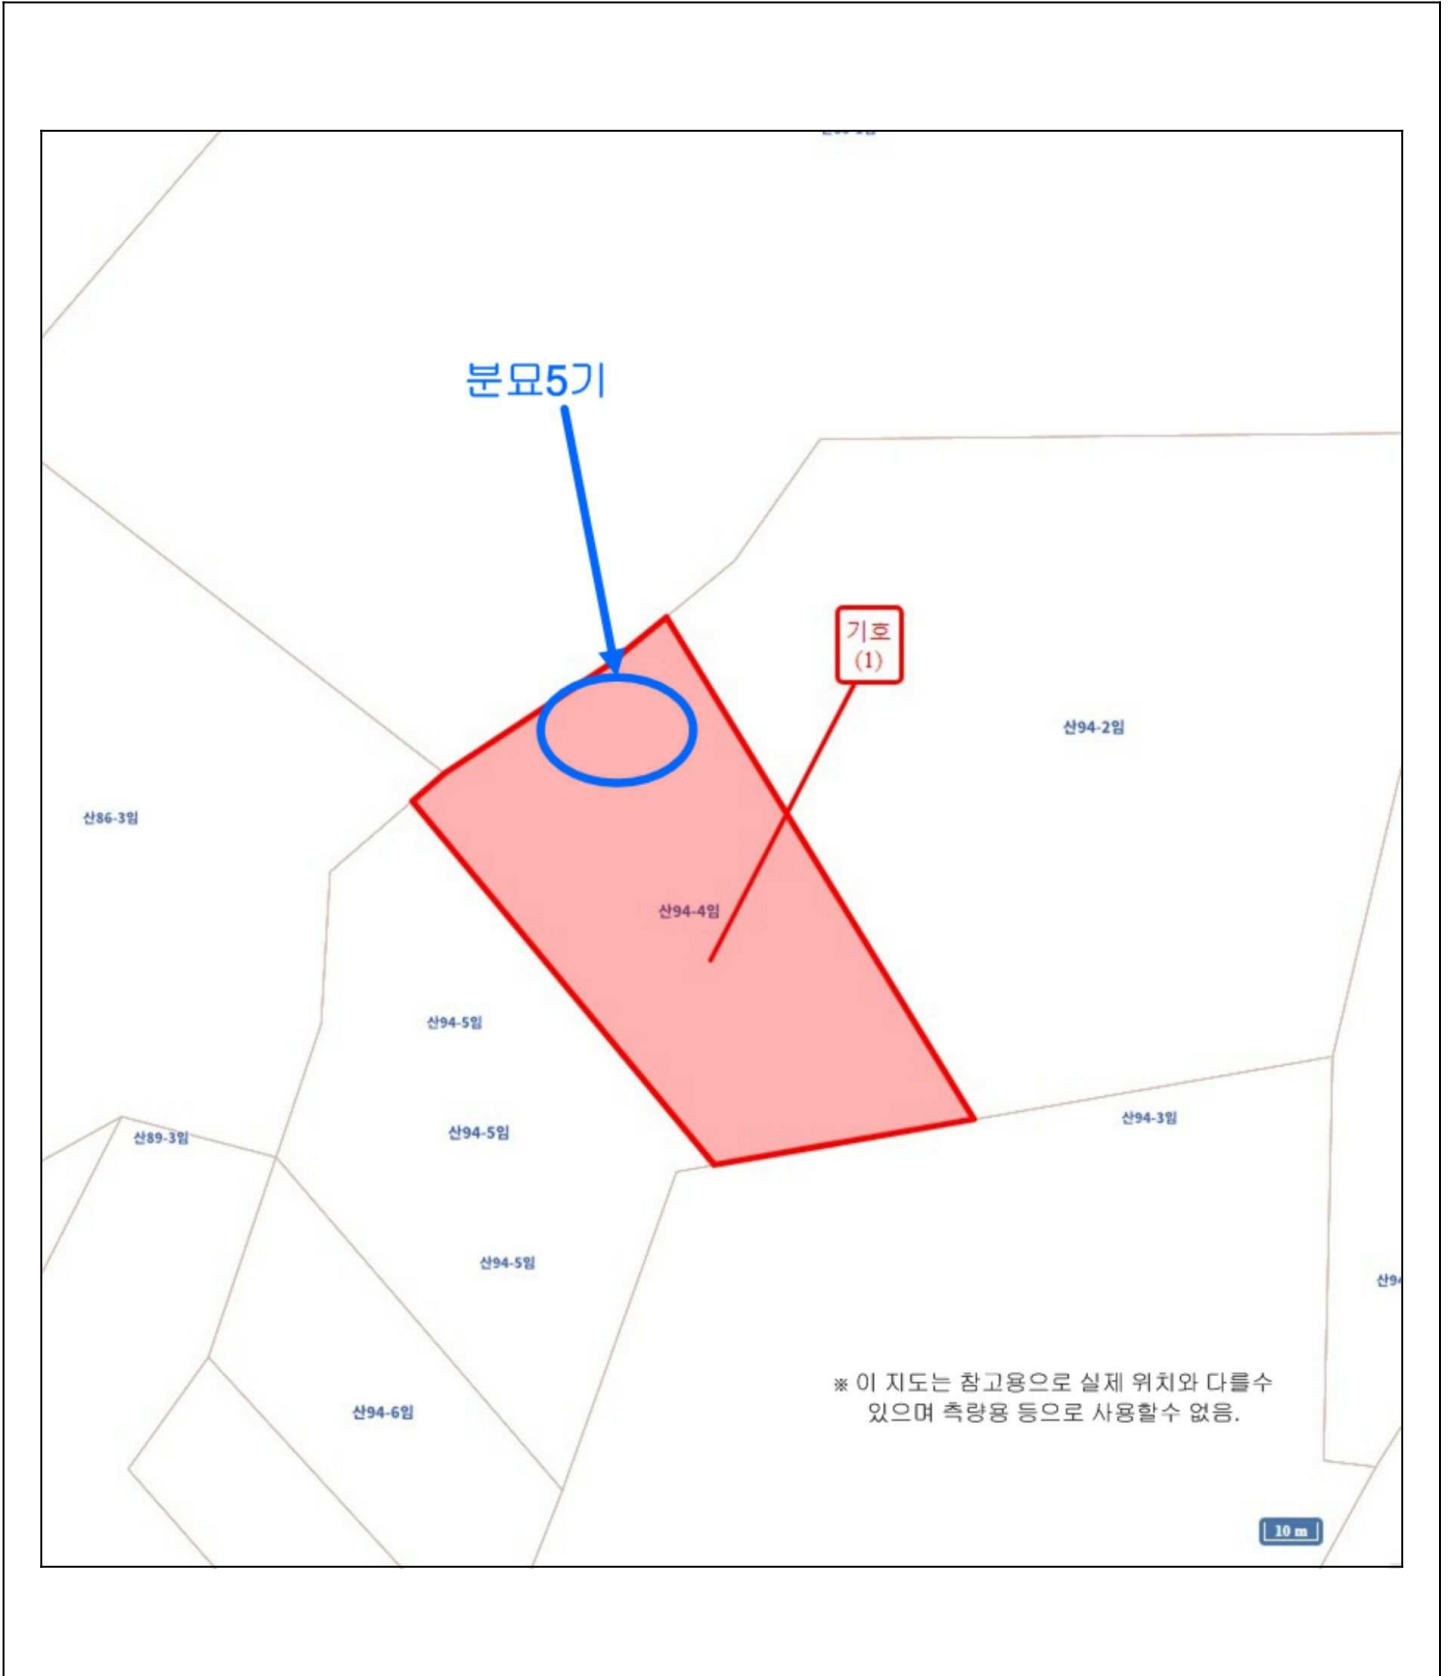 분묘5기
기호
(1)
산94-2임
산86-3임
산94-4임
산94-5임
산94-3임
산89-3임
산94-5임
산94-5임
산94
※ 이 지도는 참고용으로 실제 위치와 다를수
있으며 측량용 등으로 사용할수 없음.
산94-6임
10 m